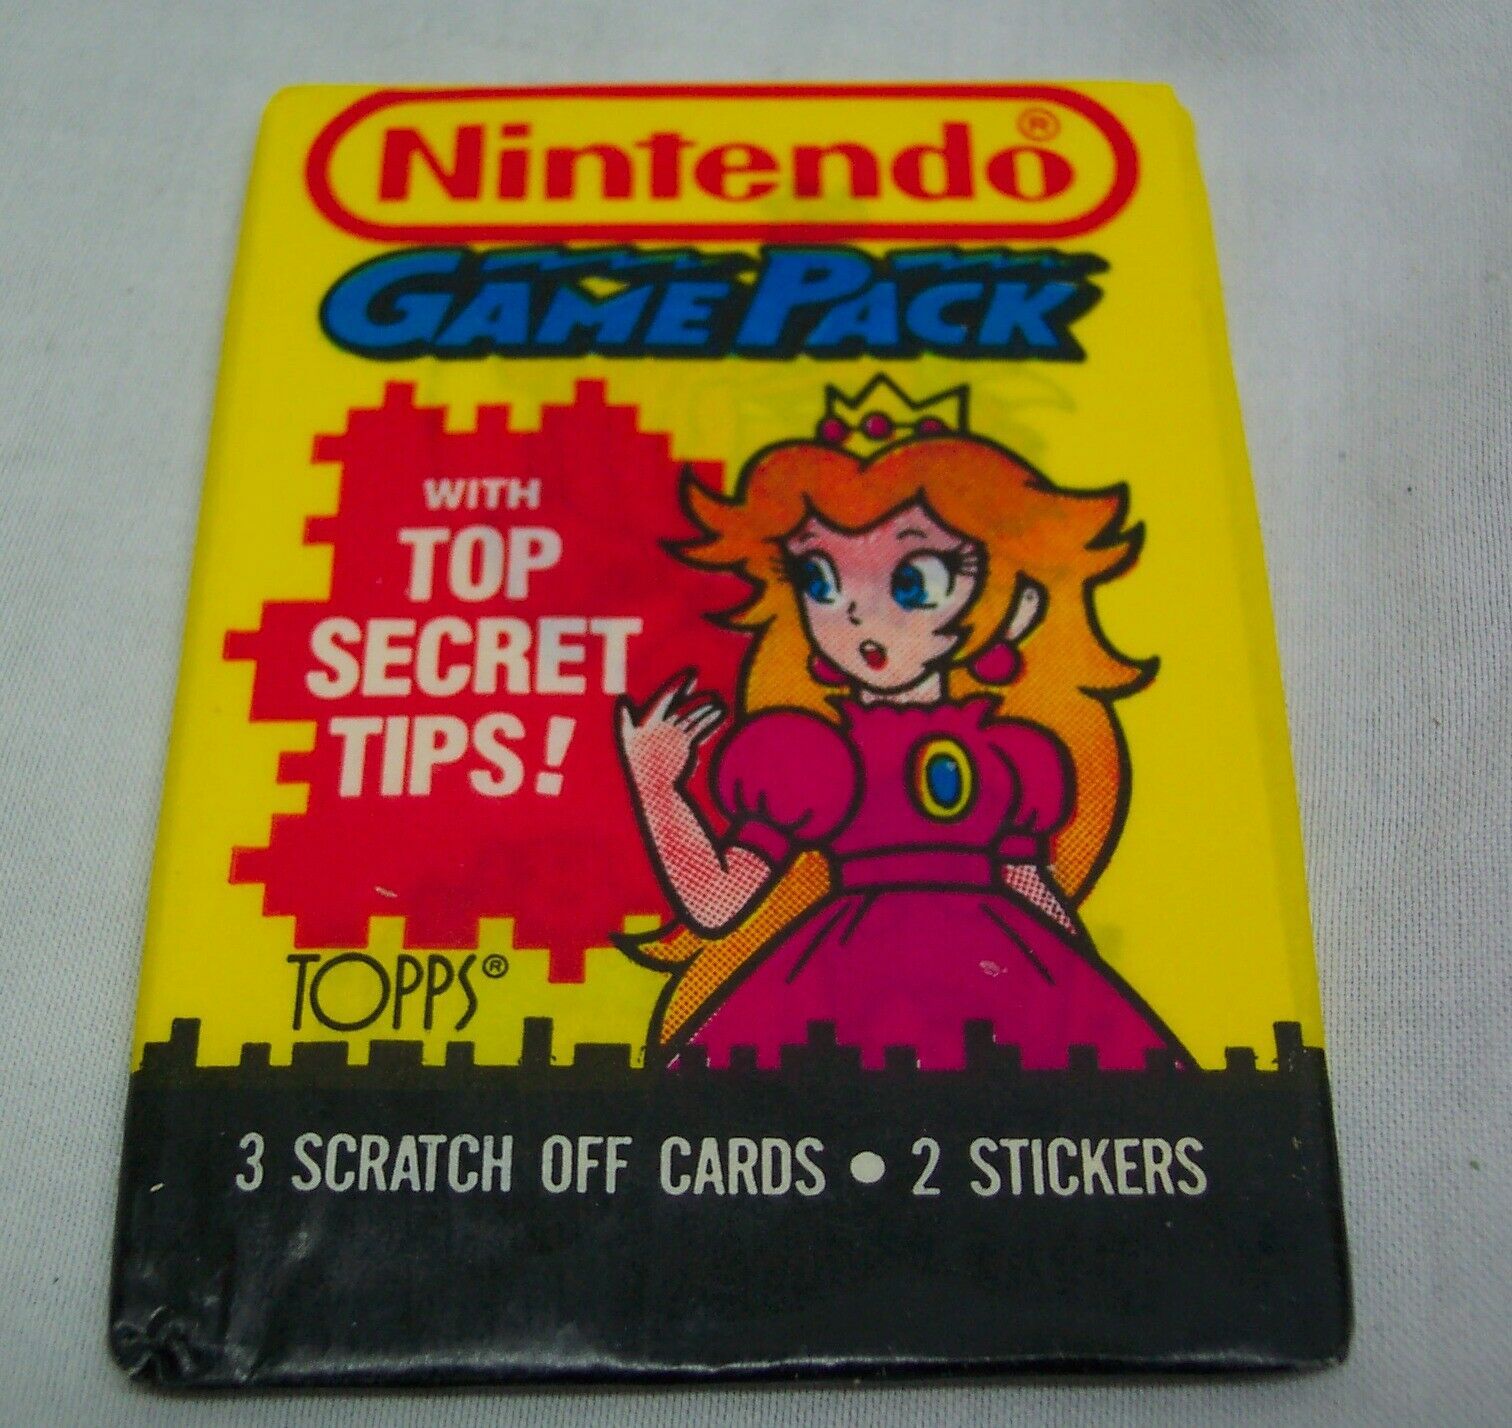 Nintendo®
GAME PACK
WITH
TOP
SECRET
TIPS!
TOPPS®
3 SCRATCH OFF CARDS • 2 STICKERS